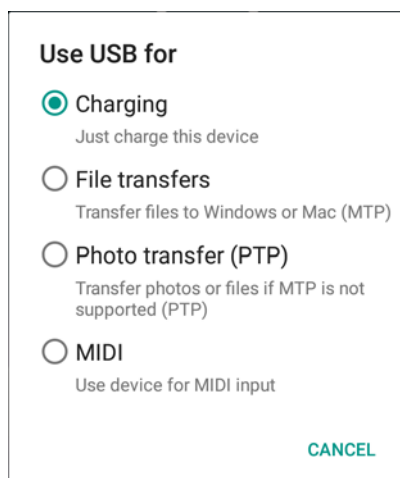 Use USB for
Charging
Just charge this device
File transfers
Transfer files to Windows or Mac (MTP)
Photo transfer (PTP)
Transfer photos or files if MTP is not
supported (PTP)
MIDI
Use device for MIDI input
CANCEL